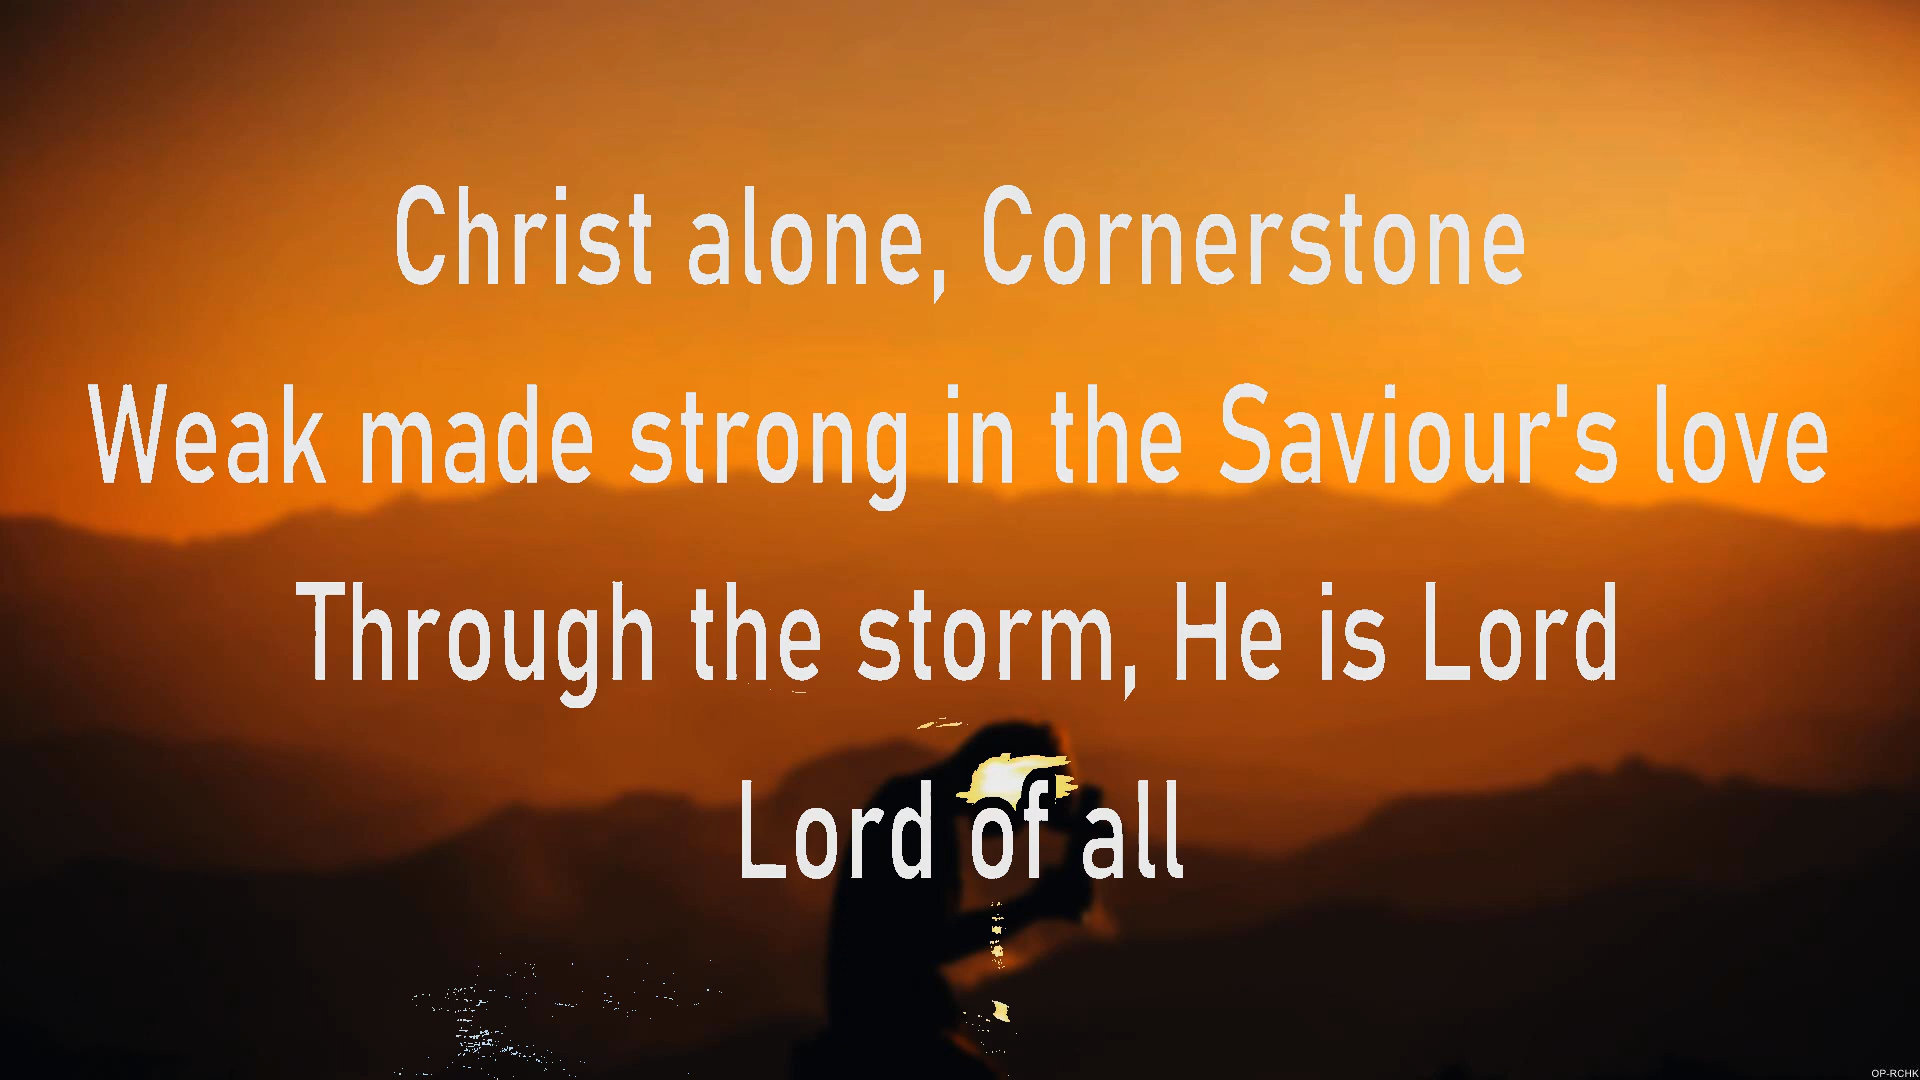 Christ alone, Cornerstone
Weak made strong in the Saviour's love
Through the storm, He is Lord
Lord of all
OP-RCHK